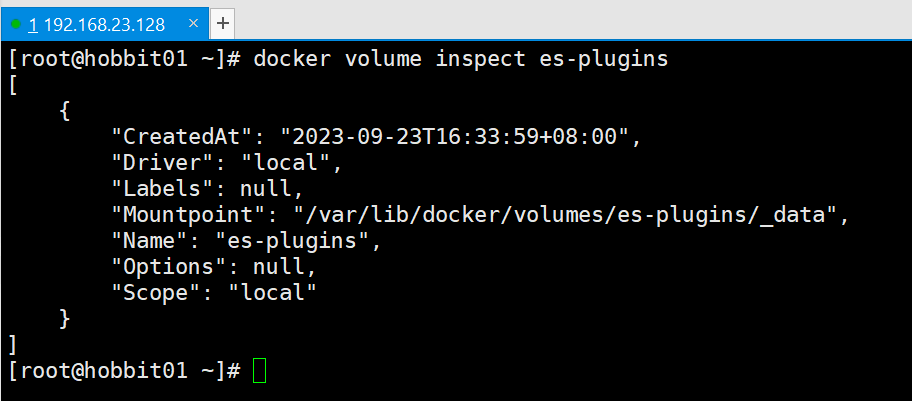 1 192.168.23.128 × +
[root@hobbit01 ~]# docker volume inspect es-plugins
[
    {
        "CreatedAt": "2023-09-23T16:33:59+08:00",
        "Driver": "local",
        "Labels": null,
        "Mountpoint": "/var/lib/docker/volumes/es-plugins/_data",
        "Name": "es-plugins",
        "Options": null,
        "Scope": "local"
    }
]
[root@hobbit01 ~]#